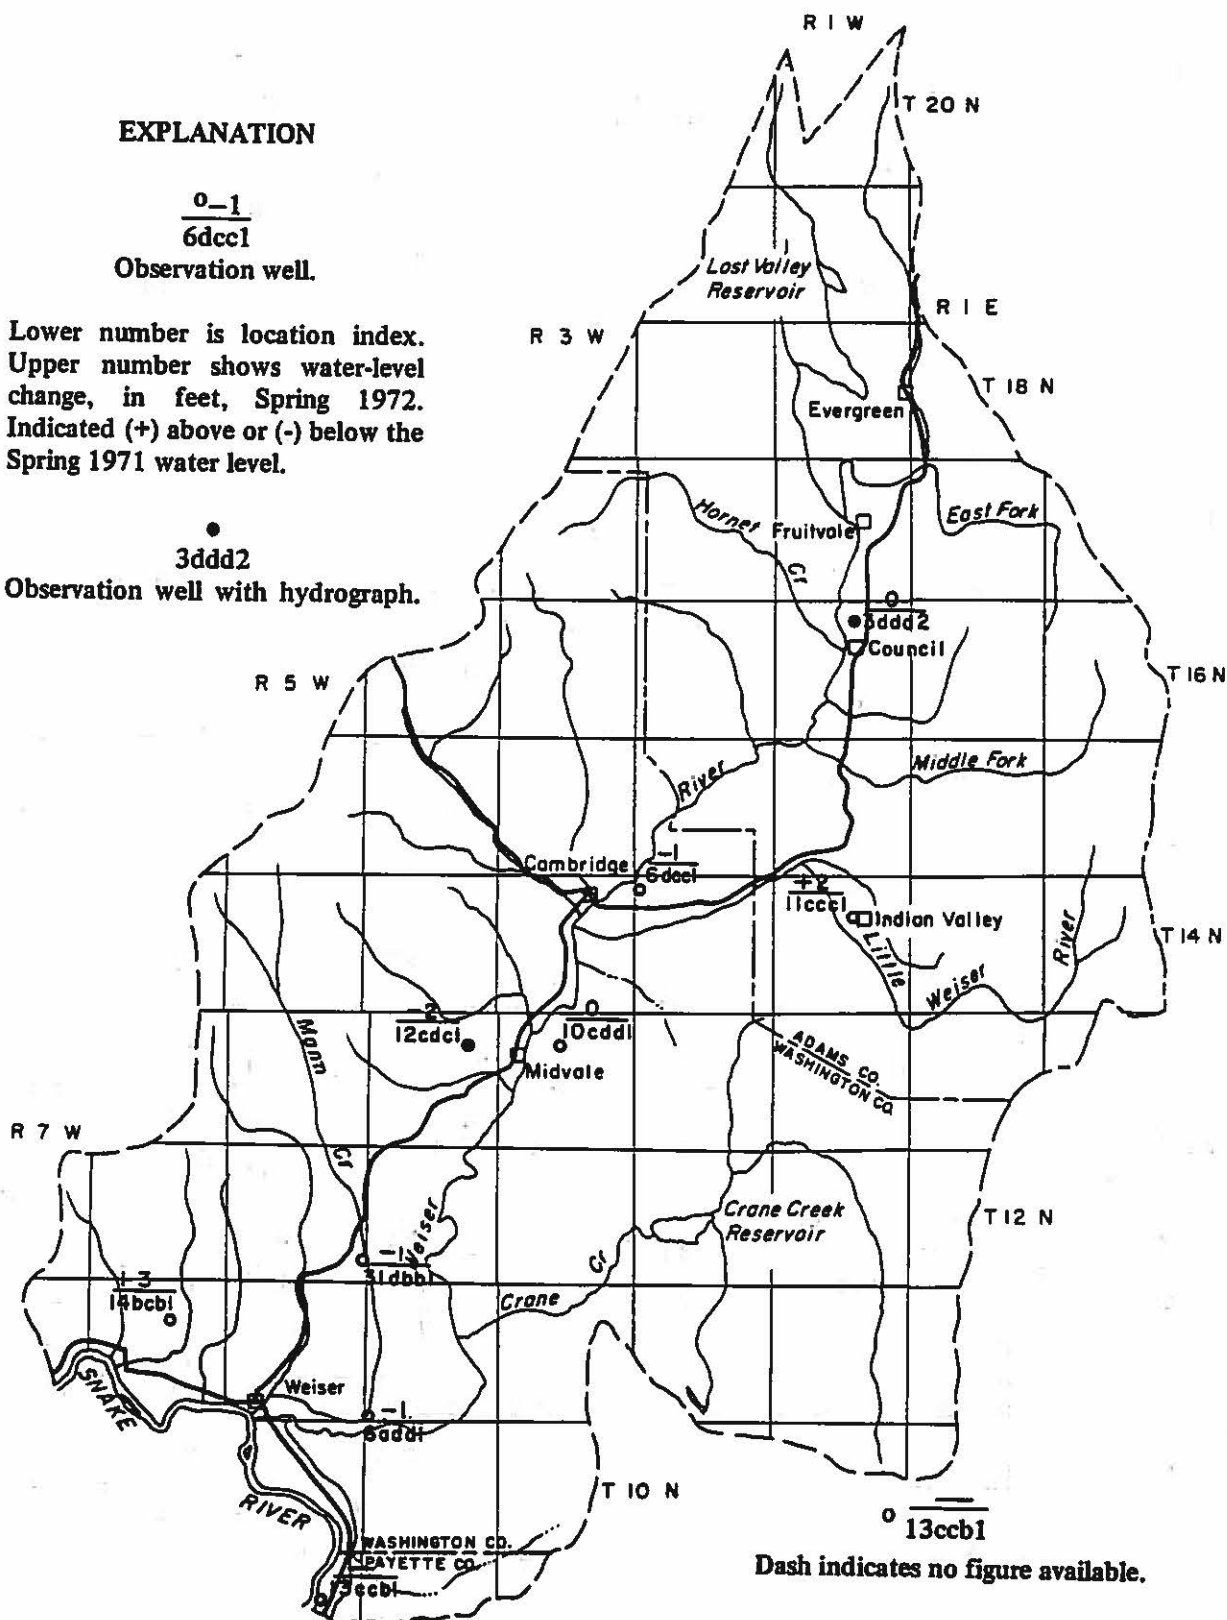 R 1 W
T 20 N
EXPLANATION
o-1
6dcc1
Observation well.
Lost Valley
Reservoir
R 1 E
Lower number is location index.
Upper number shows water-level
change, in feet, Spring 1972.
Indicated (+) above or (-) below the
Spring 1971 water level.
R 3 W
T 18 N
Evergreen
Hornet
Cr
Fruitvale
East Fork
3ddd2
Observation well with hydrograph.
0
3ddd2
Council
R 5 W
T 16 N
Middle Fork
River
Cambridge
-1
6dcc1
+2
11ccc1
Indian Valley
Little
Weiser
River
T 14 N
Mann
Cr
12cdc1
0
10cdd1
Midvale
ADAMS CO.
WASHINGTON CO.
R 7 W
Weiser
Crane Creek
Reservoir
T 12 N
-1
31dbb1
14bcb1
Crane
Cr
SNAKE
Weiser
-1
6add1
T 10 N
RIVER
o —
13ccb1
WASHINGTON CO.
PAYETTE CO.
13ccb1
Dash indicates no figure available.